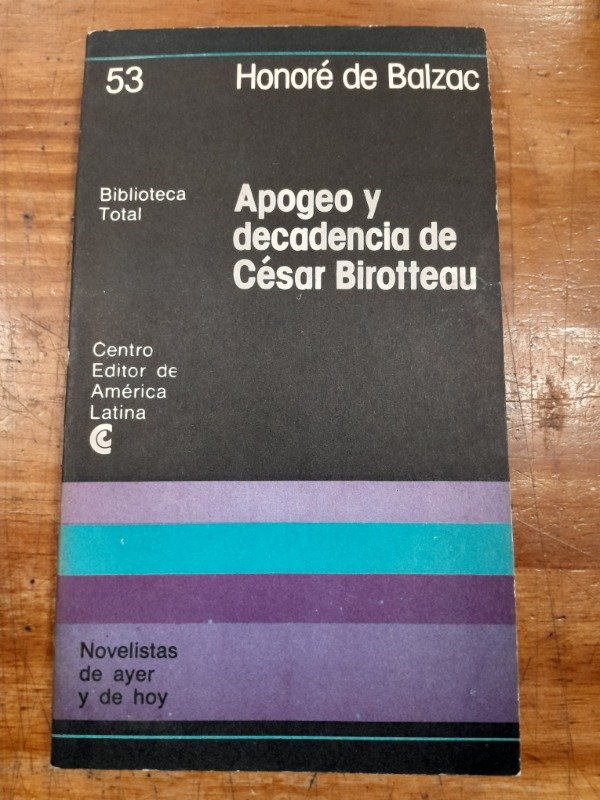 53
Honoré de Balzac
Biblioteca
Total
Apogeo y
decadencia de
César Birotteau
Centro
Editor de
América
Latina
Novelistas
de ayer
y de hoy